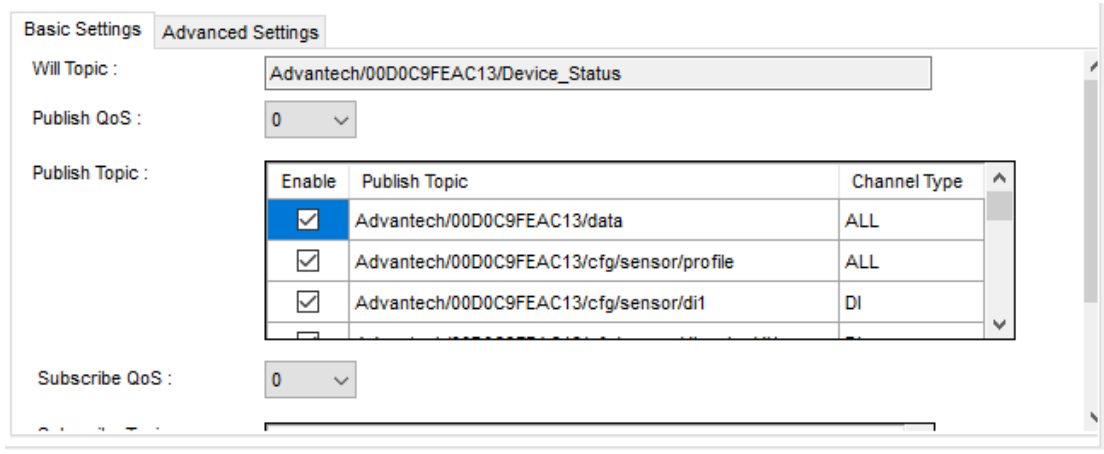 Basic Settings Advanced Settings
Will Topic : Advantech/00D0C9FEAC13/Device_Status
Publish QoS : 0
Publish Topic : Enable Publish Topic Channel Type
Advantech/00D0C9FEAC13/data ALL
Advantech/00D0C9FEAC13/cfg/sensor/profile ALL
Advantech/00D0C9FEAC13/cfg/sensor/di1 DI
Subscribe QoS : 0